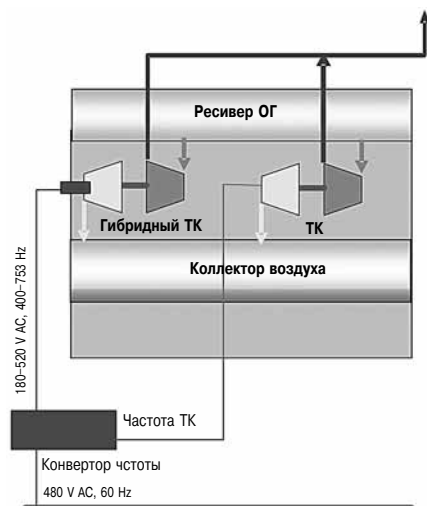 Ресивер ОГ
Гибридный ТК
ТК
Коллектор воздуха
180–520 V AC, 400–753 Hz
Частота ТК
Конвертор чстоты
480 V AC, 60 Hz